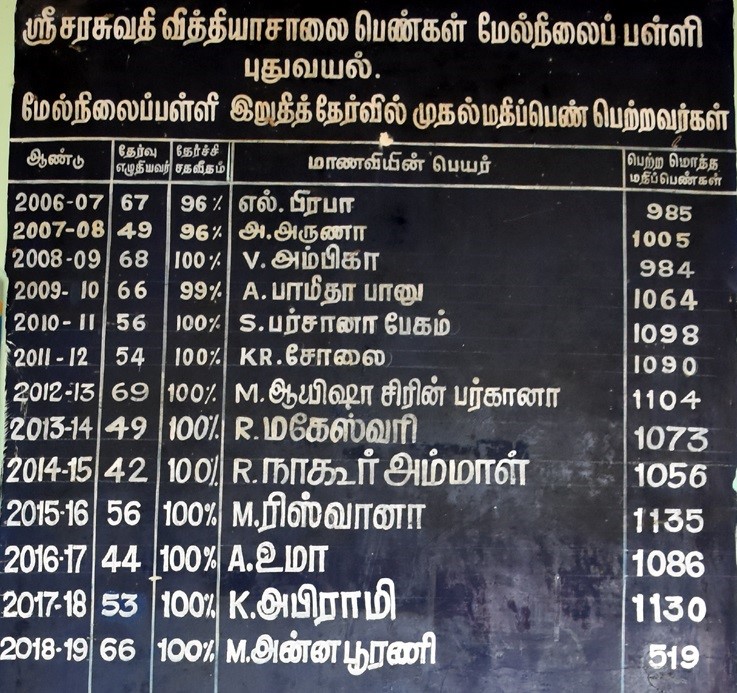 ஸ்ரீ சரசுவதி வித்தியாசாலை பெண்கள் மேல்நிலைப் பள்ளி
புதுவயல்.
மேல்நிலைப்பள்ளி இறுதித்தேர்வில் முதல்மதிப்பெண் பெற்றவர்கள்
ஆண்டு தேர்வு எழுதியவர் தேர்ச்சி சதவீதம் மாணவியின் பெயர் பெற்ற மொத்த மதிப்பெண்கள்
2006-07 67 96% எல். பிரபா 985
2007-08 49 96% அ. அருணா 1005
2008-09 68 100% V. அம்பிகா 984
2009-10 66 99% A. பாமிதா பானு 1064
2010-11 56 100% S. பர்சானா பேகம் 1098
2011-12 54 100% KR. சோலை 1090
2012-13 69 100% M. ஆயிஷா சிரின் பர்கானா 1104
2013-14 49 100% R. மகேஸ்வரி 1073
2014-15 42 100% R. நாகூர் அம்மாள் 1056
2015-16 56 100% M. ரிஸ்வானா 1135
2016-17 44 100% A. உமா 1086
2017-18 53 100% K. அபிராமி 1130
2018-19 66 100% M. அன்னபூரணி 519